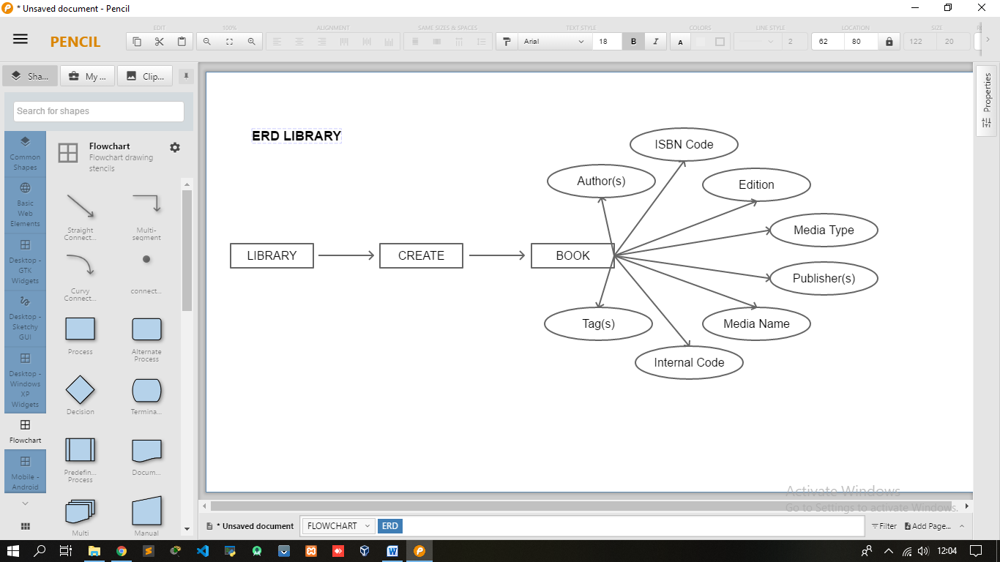 * Unsaved document - Pencil
PENCIL
EDIT
100%
ALIGNMENT
SAME SIZES & SPACES
TEXT STYLE
COLORS
LINE STYLE
LOCATION
SIZE
Arial
18
B
I
A
2
62
80
122
20
Sha...
My ...
Clip...
Properties
Search for shapes
Common
Shapes
Basic
Web
Elements
Desktop -
GTK
Widgets
Desktop -
Sketchy
GUI
Desktop -
Windows
XP
Widgets
Flowchart
Mobile -
Android
Flowchart
Flowchart drawing
stencils
Straight
Connect...
Multi-
segment
Curvy
Connect...
connect...
Process
Alternate
Process
Decision
Termina...
Predefin...
Process
Docum...
Multi
Manual
ERD LIBRARY
ISBN Code
Author(s)
Edition
Media Type
LIBRARY
CREATE
BOOK
Publisher(s)
Tag(s)
Media Name
Internal Code
Activate Windows
Go to Settings to activate Windows.
* Unsaved document
FLOWCHART
ERD
Filter
Add Page...
12:04